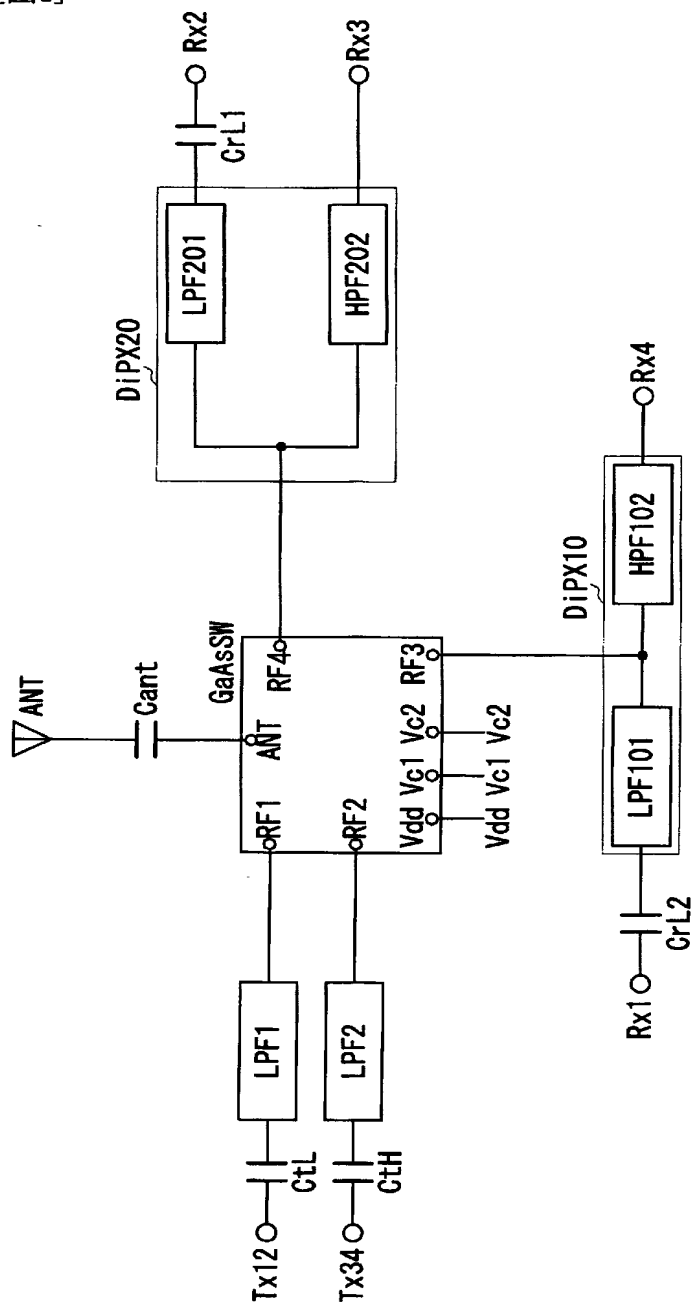 ANT
Cant
GaAsSW
ANT
RF1
RF2
RF3
RF4
Vdd Vc1 Vc2
Vdd Vc1 Vc2
Tx12
CtL
LPF1
Tx34
CtH
LPF2
DiPX20
LPF201
CrL1
Rx2
HPF202
Rx3
DiPX10
Rx1
CrL2
LPF101
HPF102
Rx4